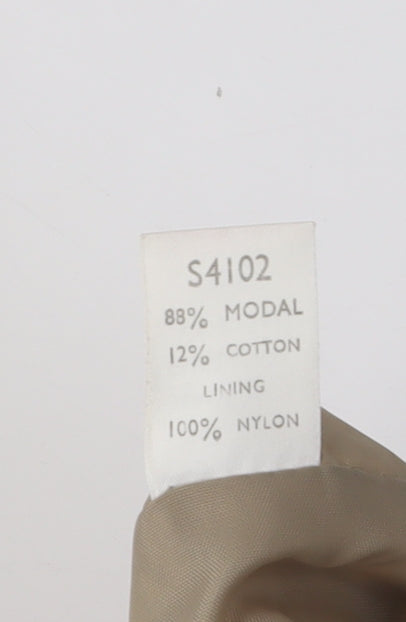 S4102
88% MODAL
12% COTTON
LINING
100% NYLON